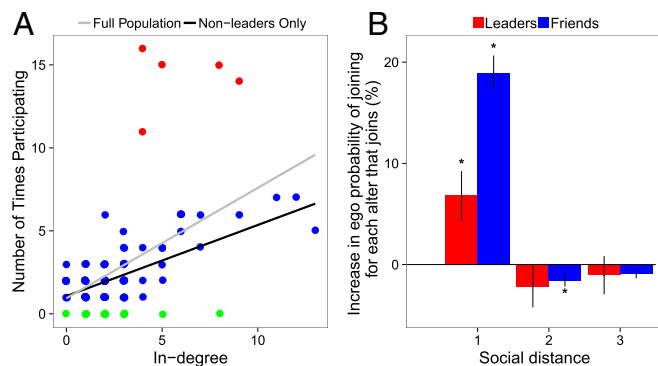 A
Full Population
Non-leaders Only
Number of Times Participating
15
10
5
0
0
5
10
In-degree
B
Leaders
Friends
Increase in ego probability of joining
for each alter that joins (%)
20
10
0
*
*
*
1
2
3
Social distance